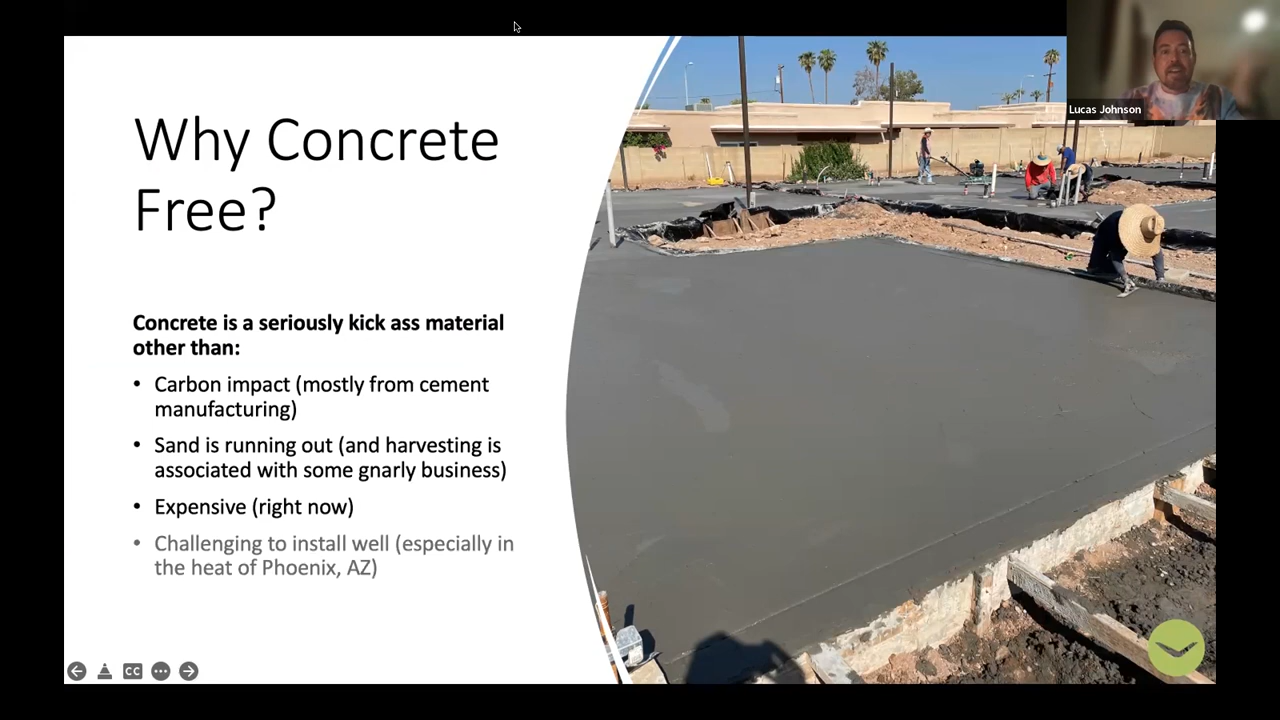 Why Concrete
Free?
Concrete is a seriously kick ass material
other than:
• Carbon impact (mostly from cement
manufacturing)
• Sand is running out (and harvesting is
associated with some gnarly business)
• Expensive (right now)
• Challenging to install well (especially in
the heat of Phoenix, AZ)
Lucas Johnson
CC